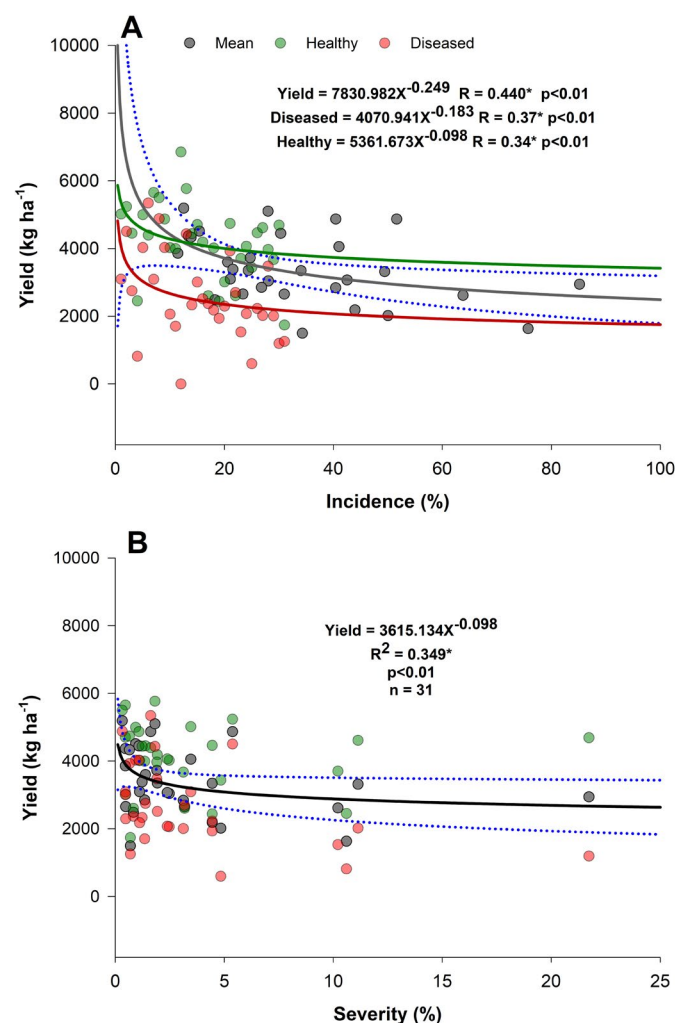 A
Mean Healthy Diseased
Yield = 7830.982X-0.249 R = 0.440* p<0.01
Diseased = 4070.941X-0.183 R = 0.37* p<0.01
Healthy = 5361.673X-0.098 R = 0.34* p<0.01
10000
8000
6000
4000
2000
0
Yield (kg ha-1)
0 20 40 60 80 100
Incidence (%)
B
Yield = 3615.134X-0.098
R2 = 0.349*
p<0.01
n = 31
10000
8000
6000
4000
2000
0
Yield (kg ha-1)
0 5 10 15 20 25
Severity (%)